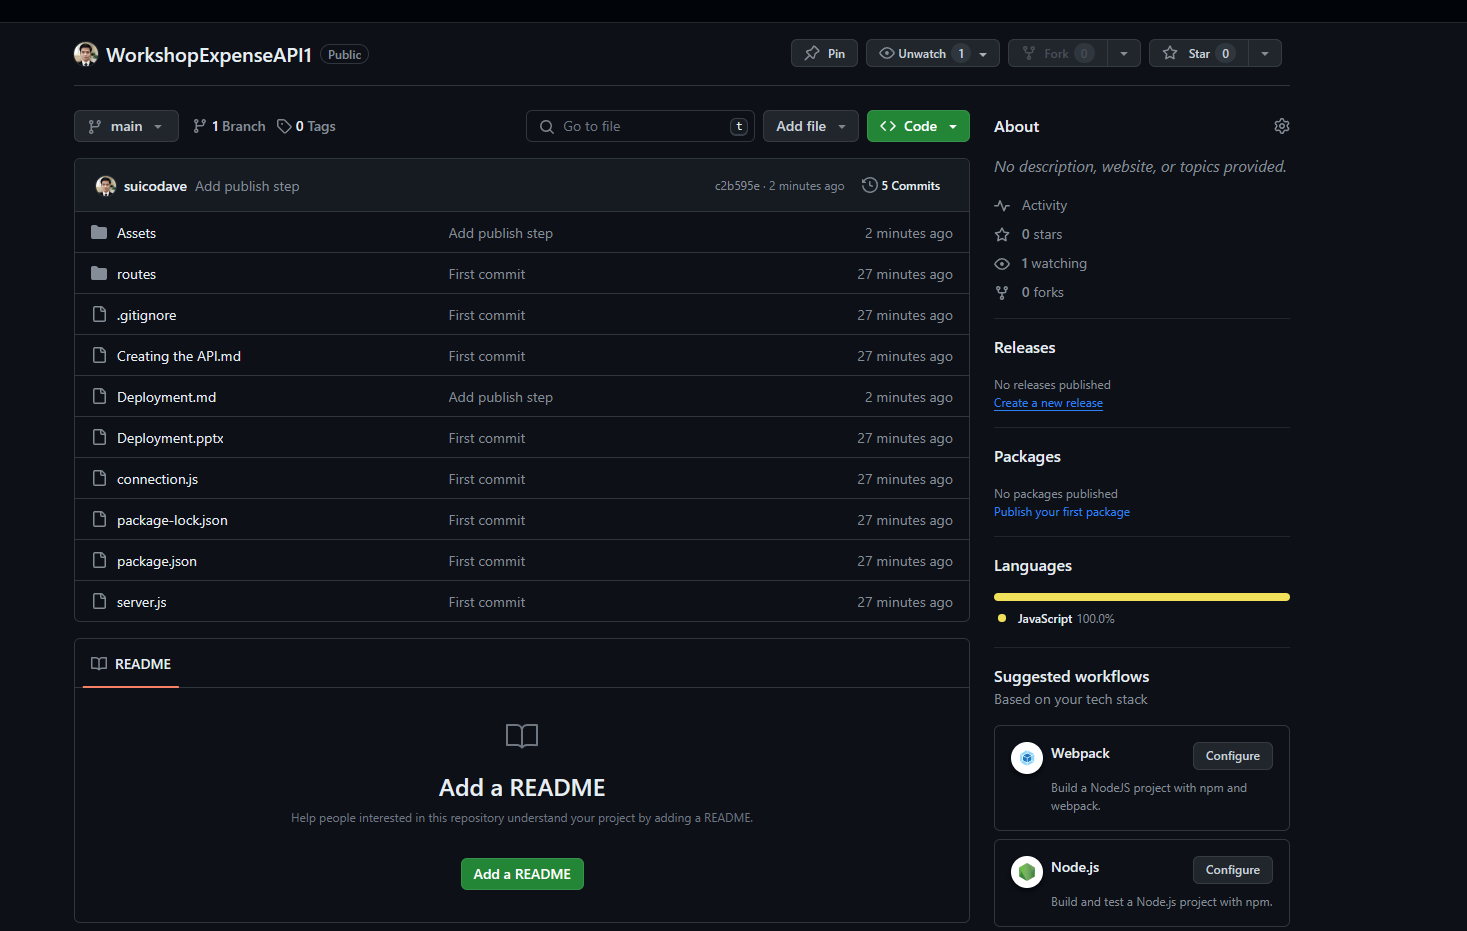 WorkshopExpenseAPI1 Public
Pin
Unwatch 1
Fork 0
Star 0
main
1 Branch
0 Tags
Go to file t
Add file
Code
suicodave Add publish step c2b595e · 2 minutes ago 5 Commits
Assets Add publish step 2 minutes ago
routes First commit 27 minutes ago
.gitignore First commit 27 minutes ago
Creating the API.md First commit 27 minutes ago
Deployment.md Add publish step 2 minutes ago
Deployment.pptx First commit 27 minutes ago
connection.js First commit 27 minutes ago
package-lock.json First commit 27 minutes ago
package.json First commit 27 minutes ago
server.js First commit 27 minutes ago
README
Add a README
Help people interested in this repository understand your project by adding a README.
Add a README
About
No description, website, or topics provided.
Activity
0 stars
1 watching
0 forks
Releases
No releases published
Create a new release
Packages
No packages published
Publish your first package
Languages
JavaScript 100.0%
Suggested workflows
Based on your tech stack
Webpack Configure
Build a NodeJS project with npm and
webpack.
Node.js Configure
Build and test a Node.js project with npm.